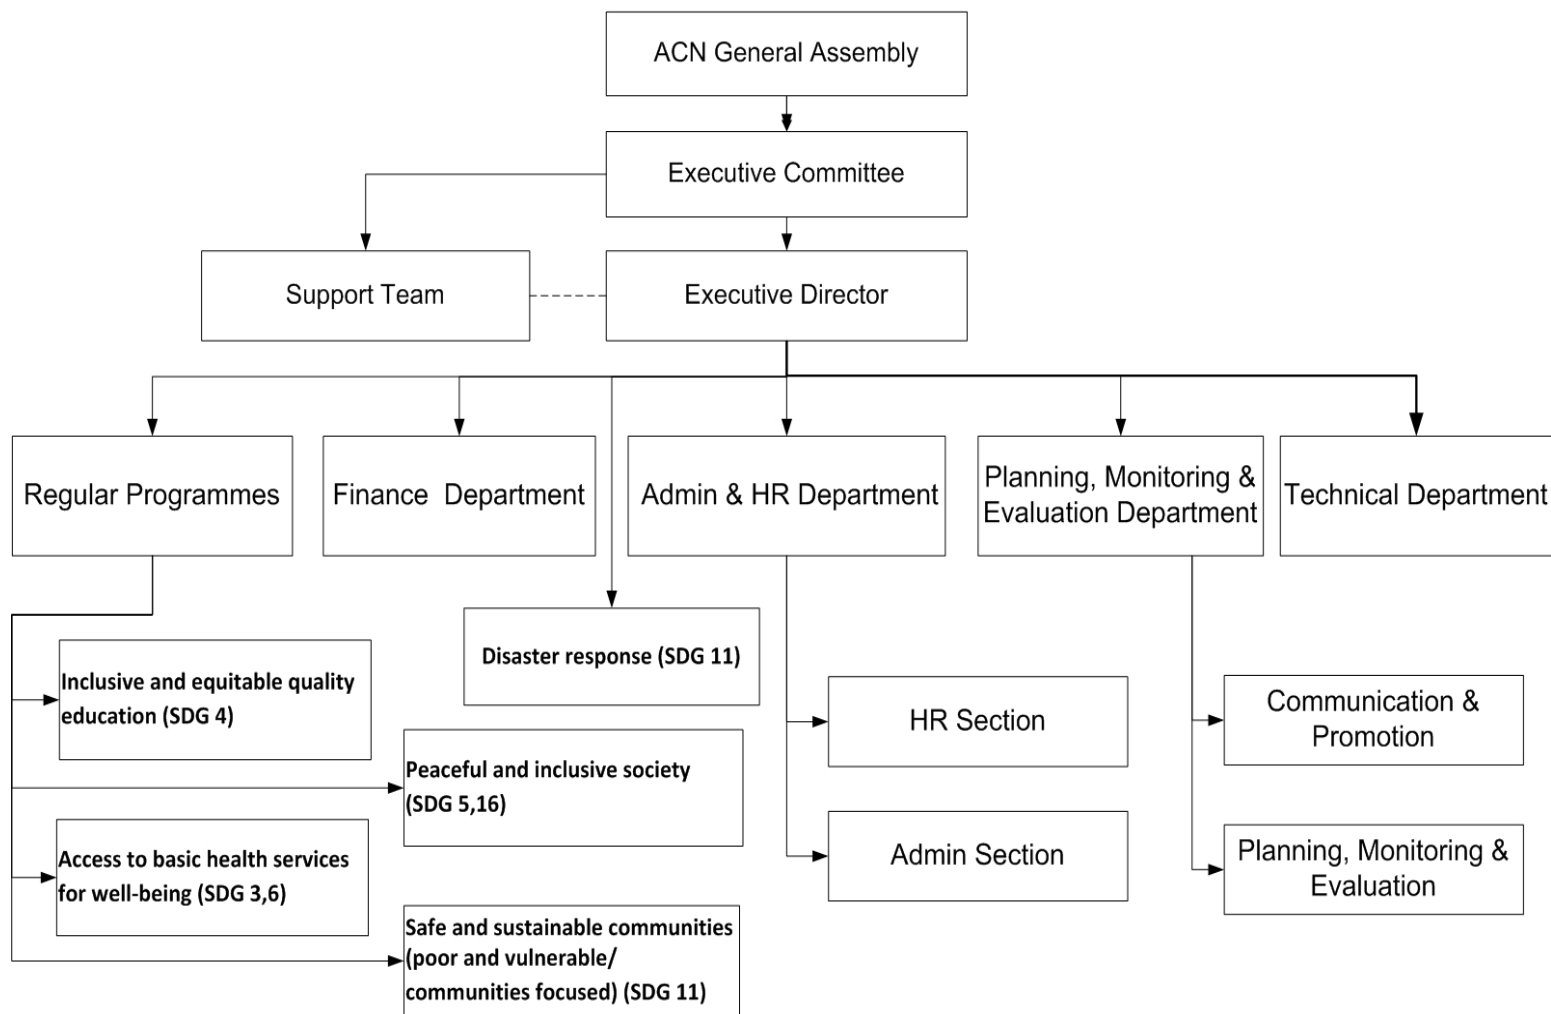 ACN General Assembly
Executive Committee
Support Team
Executive Director
Regular Programmes
Finance Department
Admin & HR Department
Planning, Monitoring &
Evaluation Department
Technical Department
Disaster response (SDG 11)
Inclusive and equitable quality
education (SDG 4)
HR Section
Communication &
Promotion
Peaceful and inclusive society
(SDG 5,16)
Access to basic health services
for well-being (SDG 3,6)
Admin Section
Planning, Monitoring &
Evaluation
Safe and sustainable communities
(poor and vulnerable/
communities focused) (SDG 11)